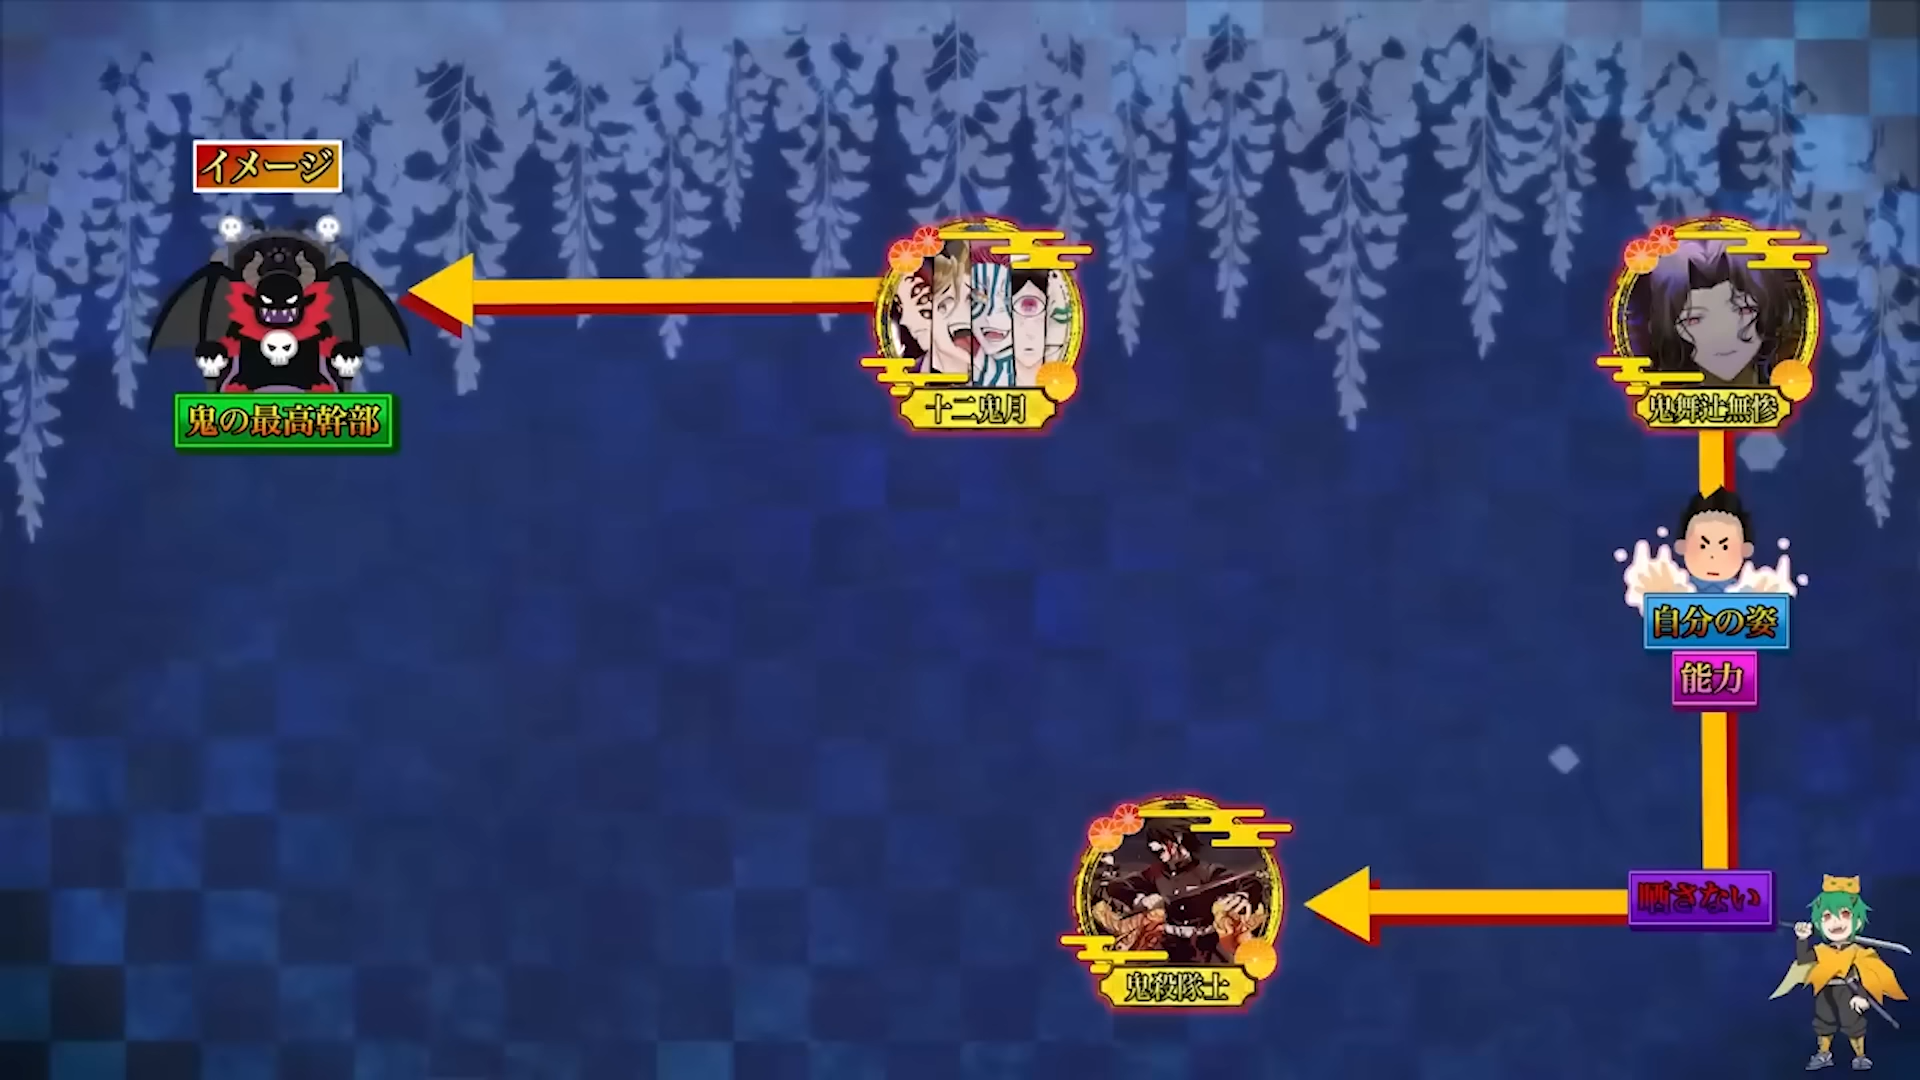 イメージ
鬼の最高幹部
十二鬼月
鬼舞辻無惨
自分の姿
能力
晒さない
鬼殺隊士